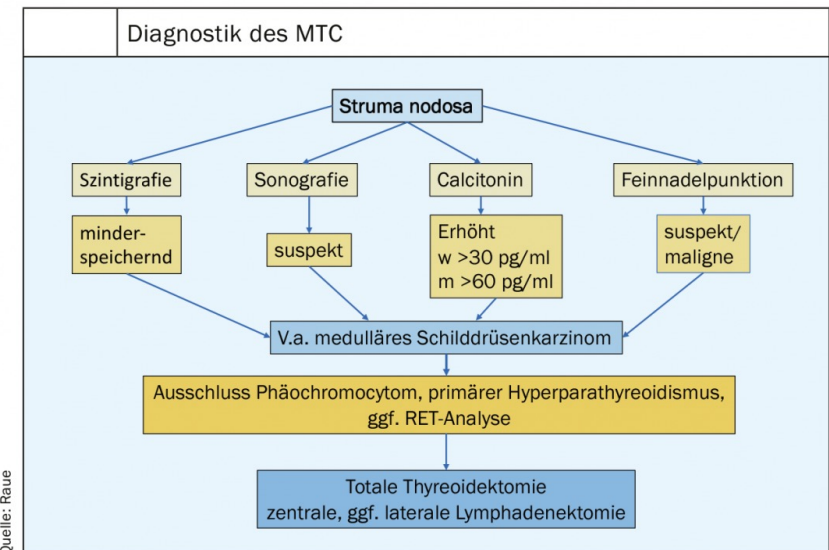 Diagnostik des MTC
Struma nodosa
Szintigrafie
Sonografie
Calcitonin
Feinnadelpunktion
minder-
speichernd
suspekt
Erhöht
w >30 pg/ml
m >60 pg/ml
suspekt/
maligne
V.a. medulläres Schilddrüsenkarzinom
Ausschluss Phäochromocytom, primärer Hyperparathyreoidismus,
ggf. RET-Analyse
Totale Thyreoidektomie
zentrale, ggf. laterale Lymphadenektomie
Quelle: Raue